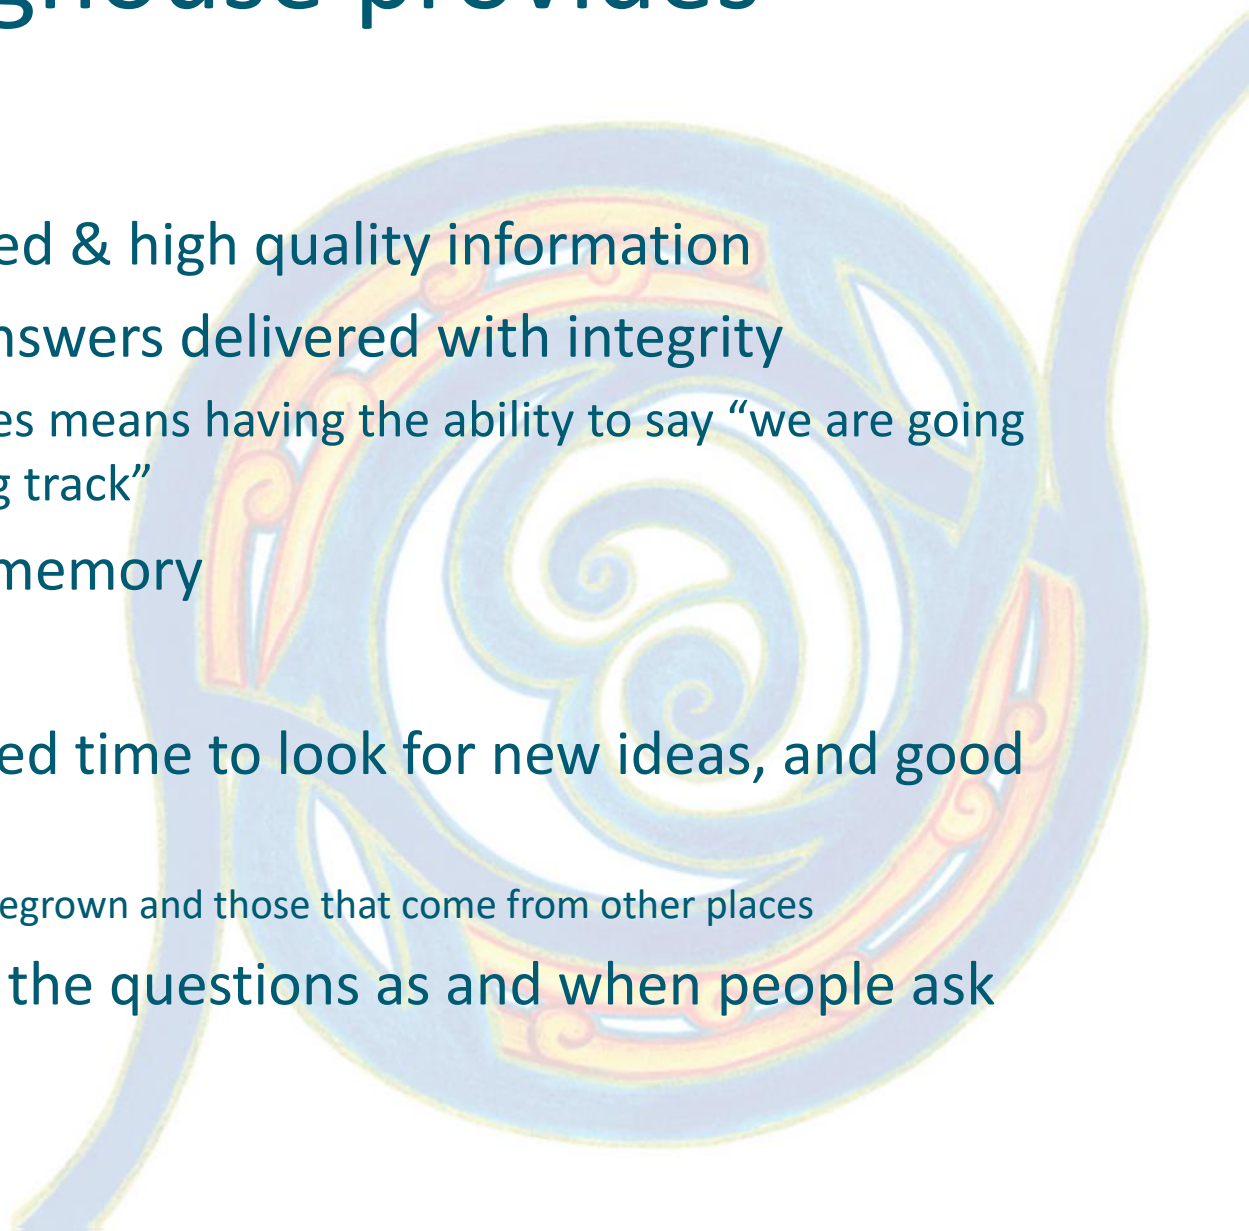 ghouse provides
ed & high quality information
nswers delivered with integrity
es means having the ability to say “we are going
g track”
memory
ed time to look for new ideas, and good
egrown and those that come from other places
the questions as and when people ask